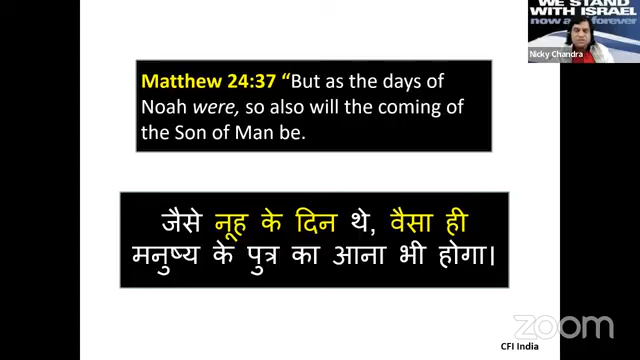 WE STAND
WITH ISRAEL
now and forever
Nicky Chandra
Matthew 24:37 “But as the days of
Noah were, so also will the coming of
the Son of Man be.
जैसे नूह के दिन थे, वैसा ही
मनुष्य के पुत्र का आना भी होगा।
zoom
CFI India